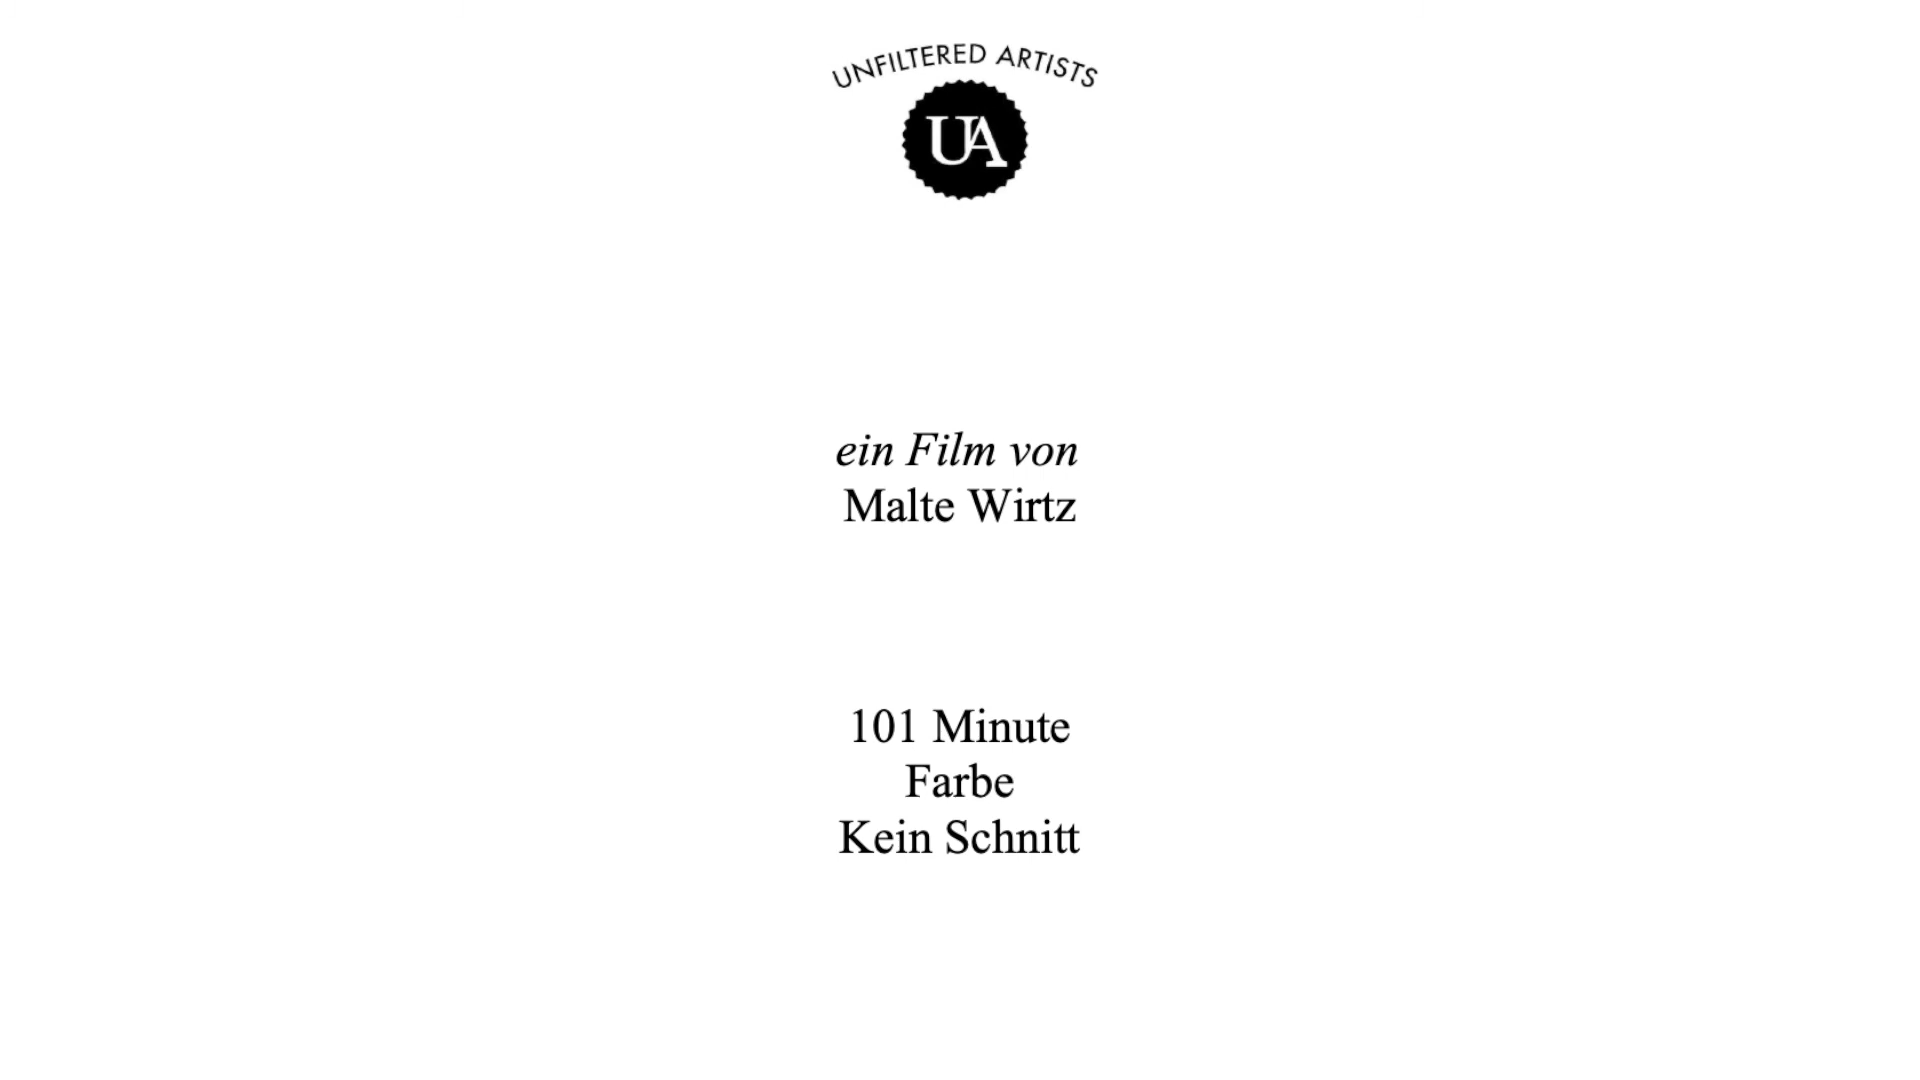 UNFILTERED ARTISTS
UA
ein Film von
Malte Wirtz
101 Minute
Farbe
Kein Schnitt